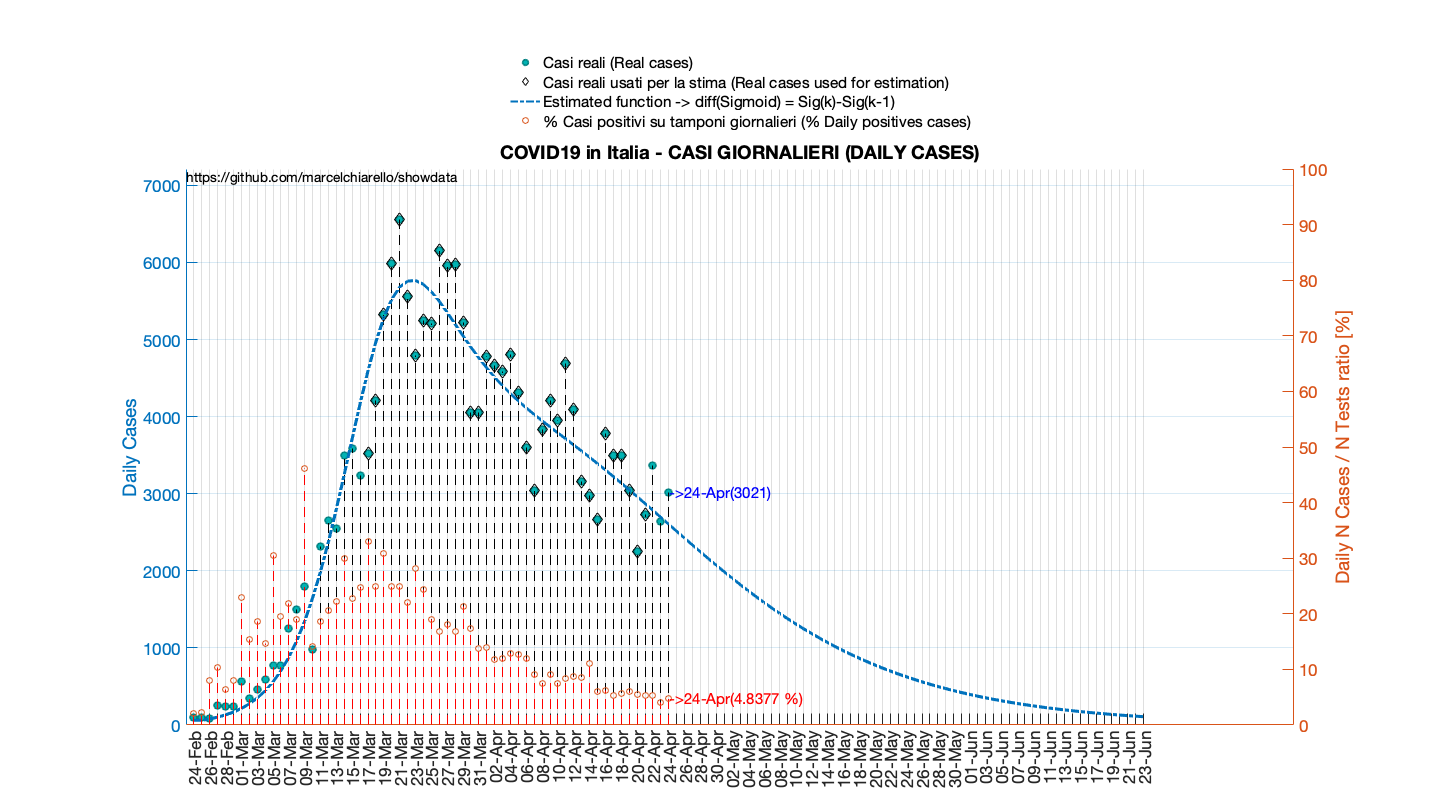 Casi reali (Real cases)
Casi reali usati per la stima (Real cases used for estimation)
Estimated function -> diff(Sigmoid) = Sig(k)-Sig(k-1)
% Casi positivi su tamponi giornalieri (% Daily positives cases)
COVID19 in Italia - CASI GIORNALIERI (DAILY CASES)
https://github.com/marcelchiarello/showdata
Daily Cases
7000
6000
5000
4000
3000
2000
1000
0
->24-Apr(3021)
->24-Apr(4.8377 %)
100
90
80
70
60
50
40
30
20
10
0
Daily N Cases / N Tests ratio [%]
24-Feb
26-Feb
28-Feb
01-Mar
03-Mar
05-Mar
07-Mar
09-Mar
11-Mar
13-Mar
15-Mar
17-Mar
19-Mar
21-Mar
23-Mar
25-Mar
27-Mar
29-Mar
31-Mar
02-Apr
04-Apr
06-Apr
08-Apr
10-Apr
12-Apr
14-Apr
16-Apr
18-Apr
20-Apr
22-Apr
24-Apr
26-Apr
28-Apr
30-Apr
02-May
04-May
06-May
08-May
10-May
12-May
14-May
16-May
18-May
20-May
22-May
24-May
26-May
28-May
30-May
01-Jun
03-Jun
05-Jun
07-Jun
09-Jun
11-Jun
13-Jun
15-Jun
17-Jun
19-Jun
21-Jun
23-Jun